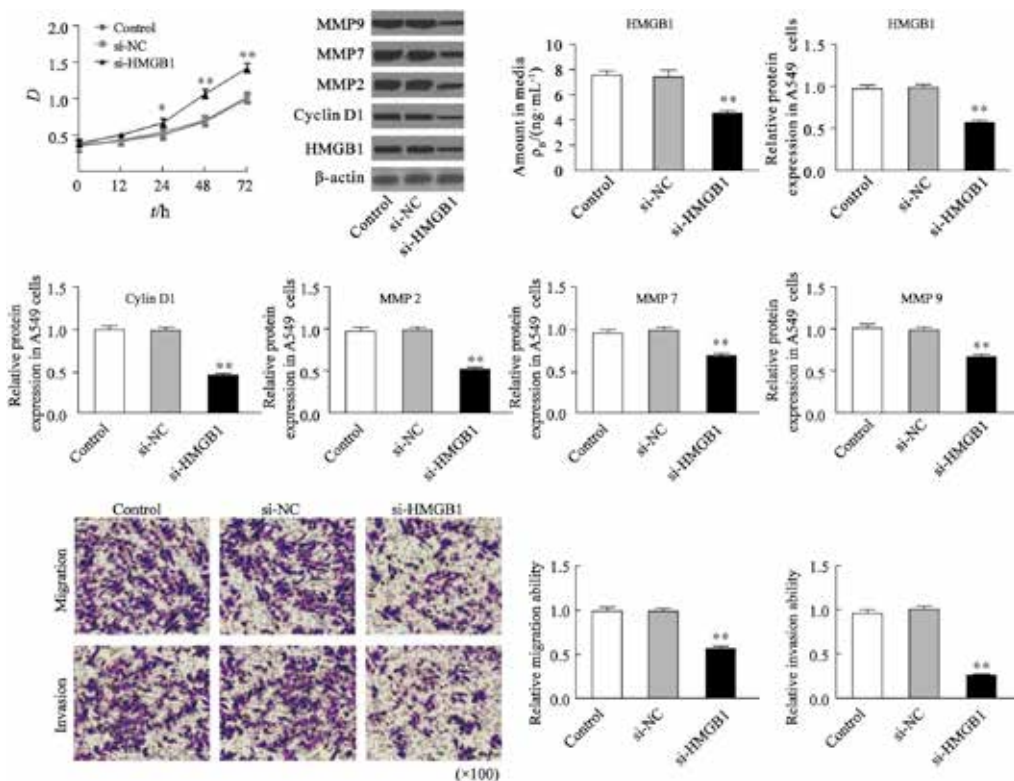 Control
si-NC
si-HMGB1
2.0
1.5
1.0
0.5
D
*
**
**
0 12 24 48 72
t/h
MMP9
MMP7
MMP2
Cyclin D1
HMGB1
β-actin
Control
si-NC
si-HMGB1
HMGB1
Amount in media
ρB/(ng·mL⁻¹)
10
8
6
4
2
0
**
Control
si-NC
si-HMGB1
HMGB1
Relative protein
expression in A549 cells
1.5
1.0
0.5
0.0
**
Control
si-NC
si-HMGB1
Cylin D1
Relative protein
expression in A549 cells
1.5
1.0
0.5
0.0
**
Control
si-NC
si-HMGB1
MMP 2
Relative protein
expression in A549 cells
1.5
1.0
0.5
0.0
**
Control
si-NC
si-HMGB1
MMP 7
Relative protein
expression in A549 cells
1.5
1.0
0.5
0.0
**
Control
si-NC
si-HMGB1
MMP 9
Relative protein
expression in A549 cells
1.5
1.0
0.5
0.0
**
Control
si-NC
si-HMGB1
Control si-NC si-HMGB1
Migration
Invasion
(×100)
Relative migration ability
1.5
1.0
0.5
0.0
**
Control
si-NC
si-HMGB1
Relative invasion ability
1.5
1.0
0.5
0.0
**
Control
si-NC
si-HMGB1